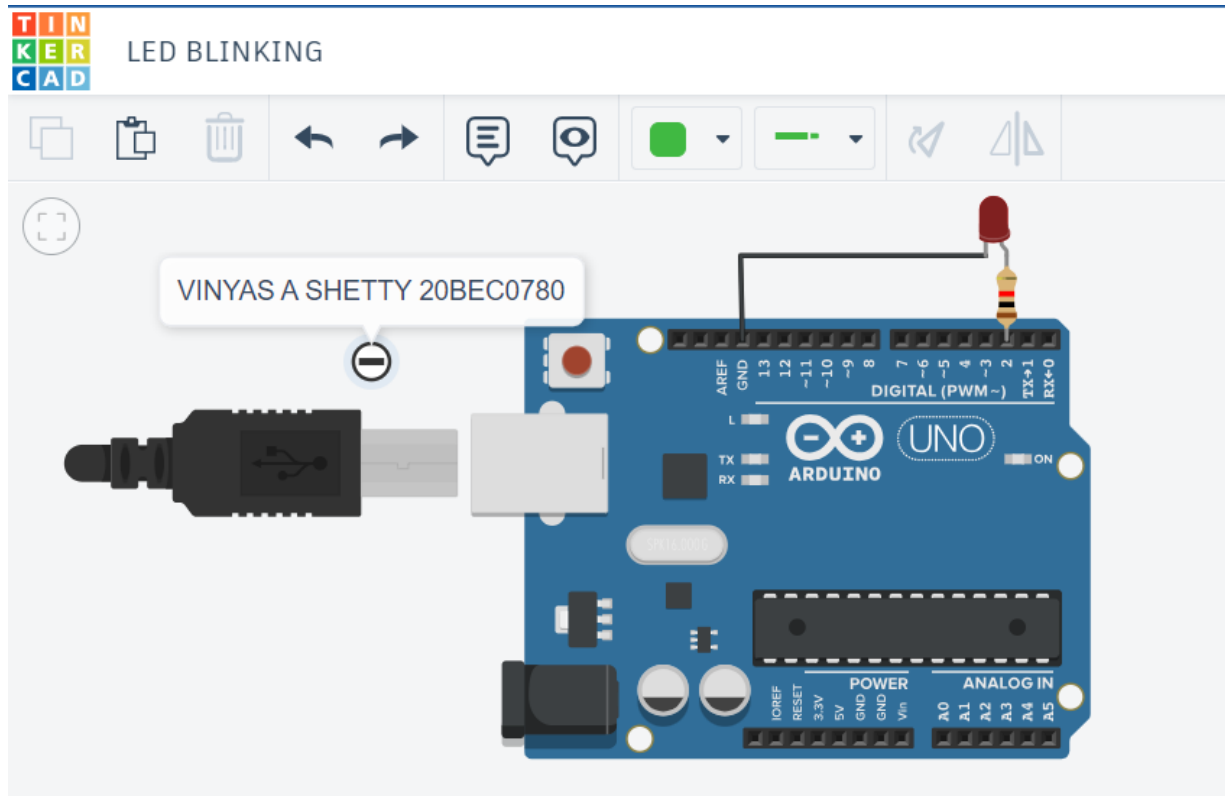 TIN
KER
CAD
LED BLINKING
VINYAS A SHETTY 20BEC0780
AREF
GND
13
12
~11
~10
~9
8
7
~6
~5
4
~3
2
TX→1
RX←0
DIGITAL (PWM ~)
L
TX
RX
ARDUINO
UNO
ON
POWER
ANALOG IN
IOREF
RESET
3.3V
5V
GND
GND
Vin
A0
A1
A2
A3
A4
A5